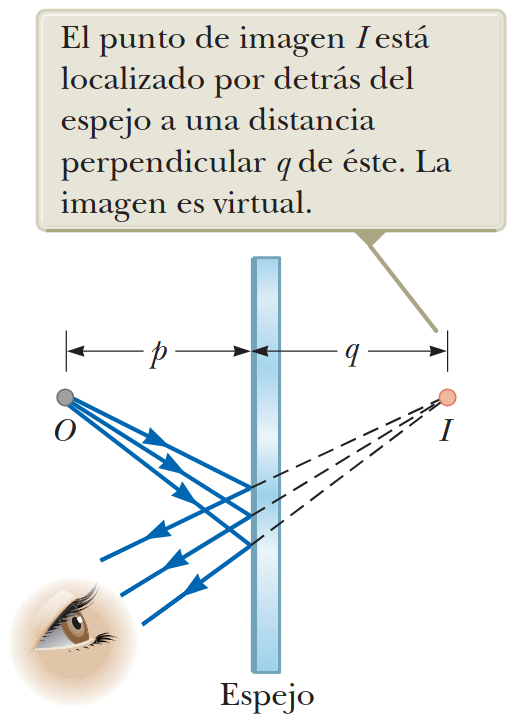 El punto de imagen I está
localizado por detrás del
espejo a una distancia
perpendicular q de éste. La
imagen es virtual.
p
q
O
I
Espejo